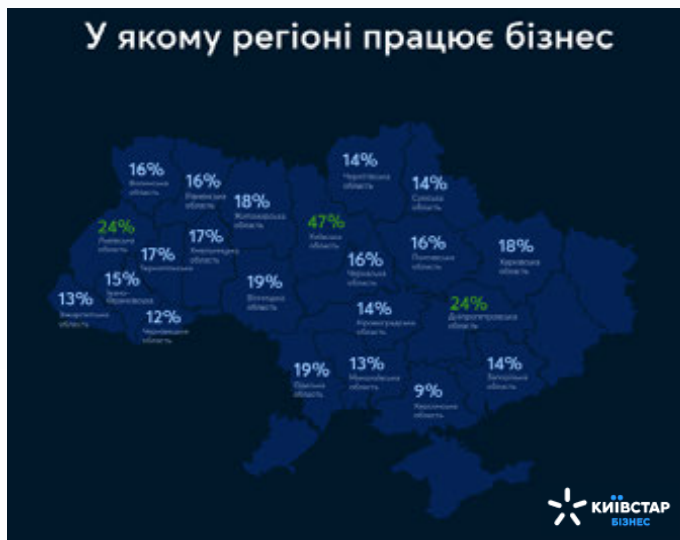 У якому регіоні працює бізнес
14%
Чернігівська
область
16%
Волинська
область
16%
Рівненська
область
14%
Сумська
область
18%
Житомирська
область
47%
Київська
область
24%
Львівська
область
17%
Хмельницька
область
16%
Полтавська
область
18%
Харківська
область
17%
Тернопільська
16%
Черкаська
область
15%
Івано-
Франківська
19%
Вінницька
область
13%
Закарпатська
область
12%
Чернівецька
область
14%
Кіровоградська
область
24%
Дніпропетровська
область
19%
Одеська
область
13%
Миколаївська
область
14%
Запорізька
область
9%
Херсонська
область
КИЇВСТАР
БІЗНЕС